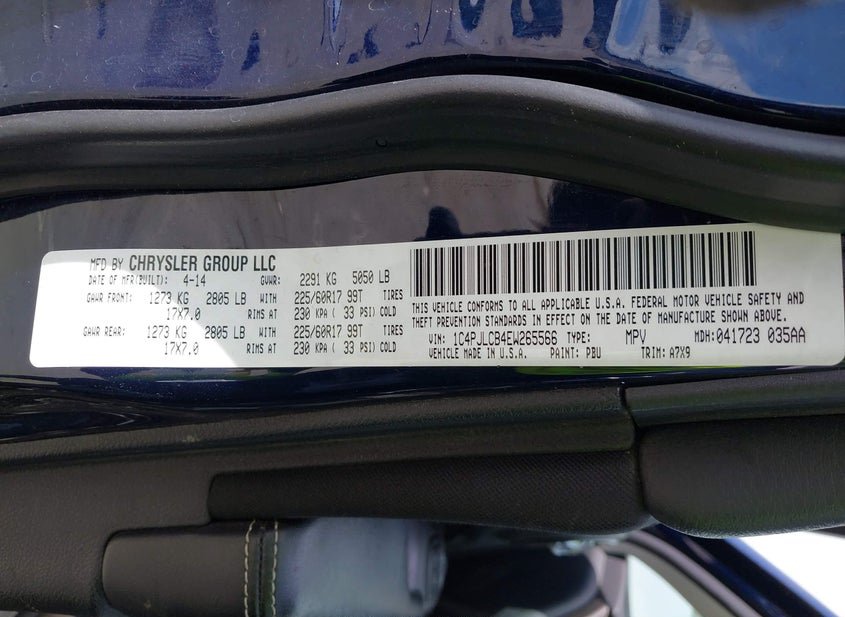 MFD BY CHRYSLER GROUP LLC
DATE OF MFR(BUILT): 4-14 GVWR: 2291 KG 5050 LB
GAWR FRONT: 1273 KG 2805 LB WITH 225/60R17 99T TIRES
17X7.0 RIMS AT 230 KPA ( 33 PSI) COLD
GAWR REAR: 1273 KG 2805 LB WITH 225/60R17 99T TIRES
17X7.0 RIMS AT 230 KPA ( 33 PSI) COLD
THIS VEHICLE CONFORMS TO ALL APPLICABLE U.S.A. FEDERAL MOTOR VEHICLE SAFETY AND
THEFT PREVENTION STANDARDS IN EFFECT ON THE DATE OF MANUFACTURE SHOWN ABOVE.
VIN: 1C4PJLCB4EW265566 TYPE: MPV MDH: 041723 035AA
VEHICLE MADE IN U.S.A. PAINT: PBU TRIM: A7X9